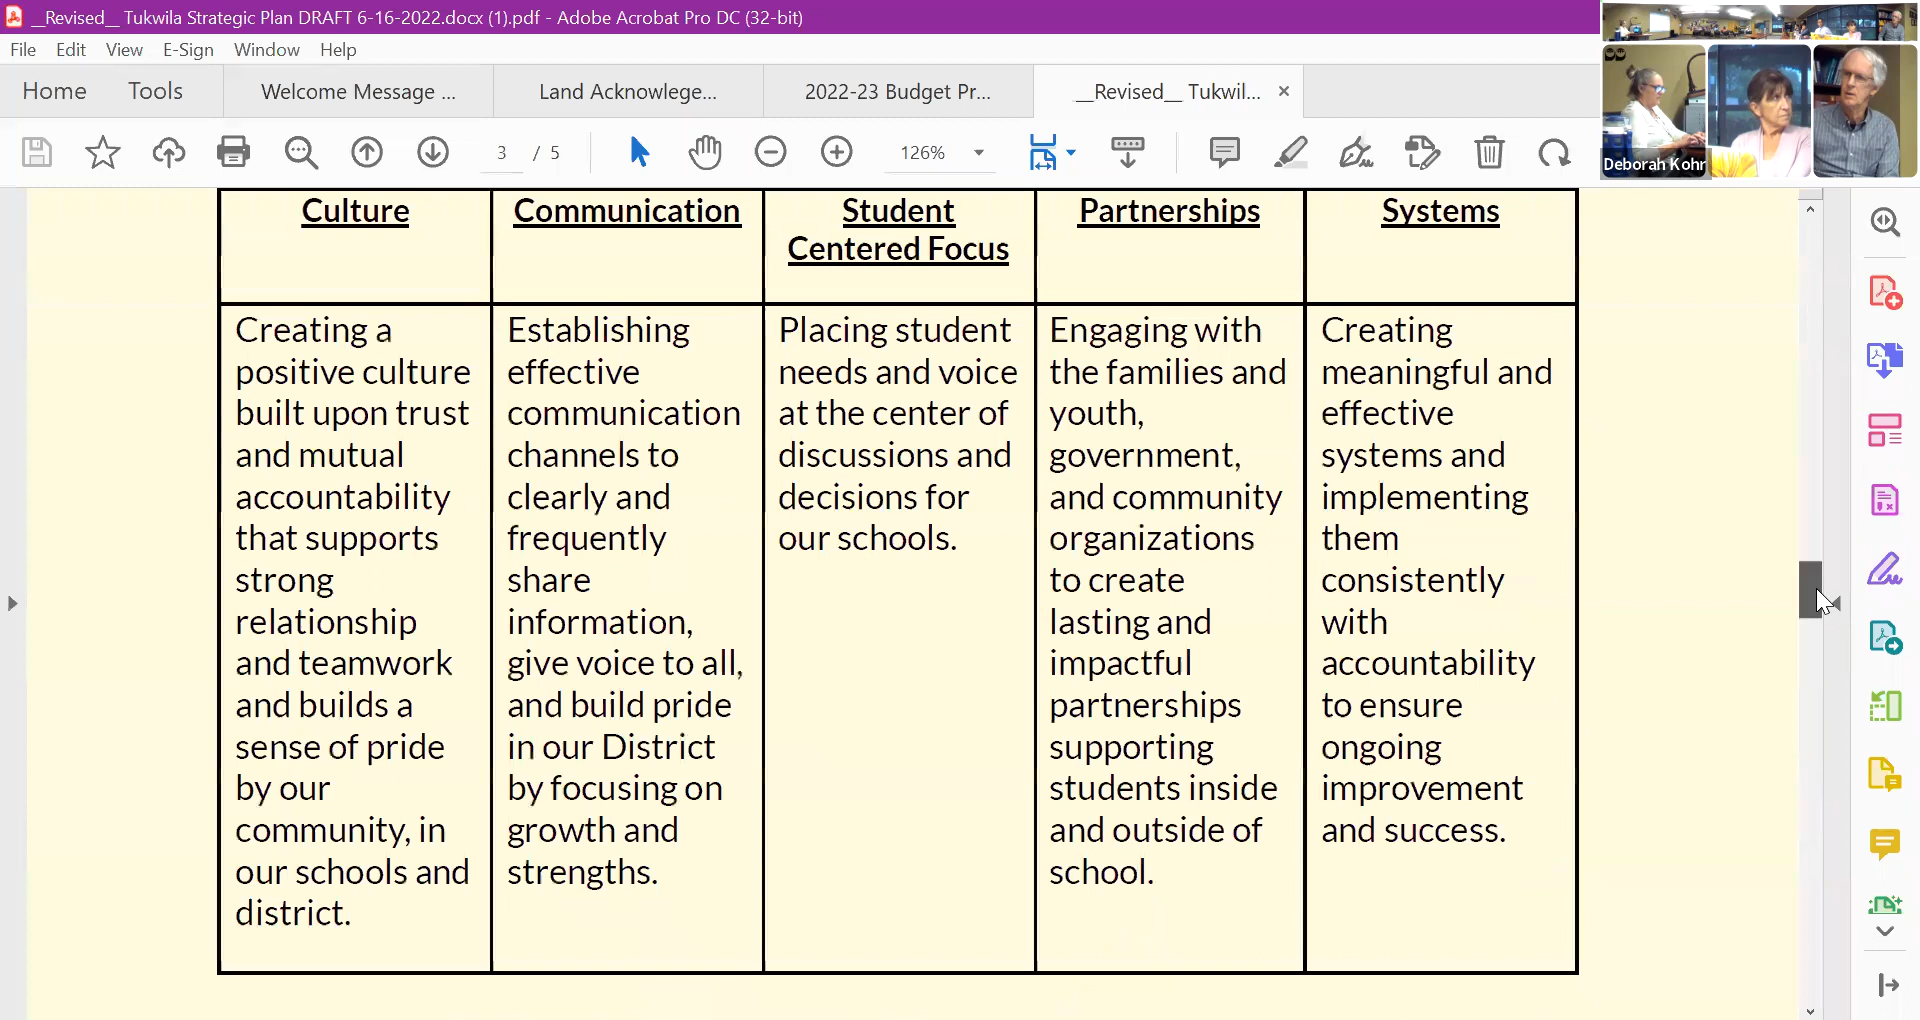 __Revised__ Tukwila Strategic Plan DRAFT 6-16-2022.docx (1).pdf - Adobe Acrobat Pro DC (32-bit)
File Edit View E-Sign Window Help
Home Tools Welcome Message ... Land Acknowlege... 2022-23 Budget Pr... __Revised__ Tukwil... ×
3 / 5 126%
Deborah Kohr
Culture
Communication
Student
Centered Focus
Partnerships
Systems
Creating a
positive culture
built upon trust
and mutual
accountability
that supports
strong
relationship
and teamwork
and builds a
sense of pride
by our
community, in
our schools and
district.
Establishing
effective
communication
channels to
clearly and
frequently
share
information,
give voice to all,
and build pride
in our District
by focusing on
growth and
strengths.
Placing student
needs and voice
at the center of
discussions and
decisions for
our schools.
Engaging with
the families and
youth,
government,
and community
organizations
to create
lasting and
impactful
partnerships
supporting
students inside
and outside of
school.
Creating
meaningful and
effective
systems and
implementing
them
consistently
with
accountability
to ensure
ongoing
improvement
and success.